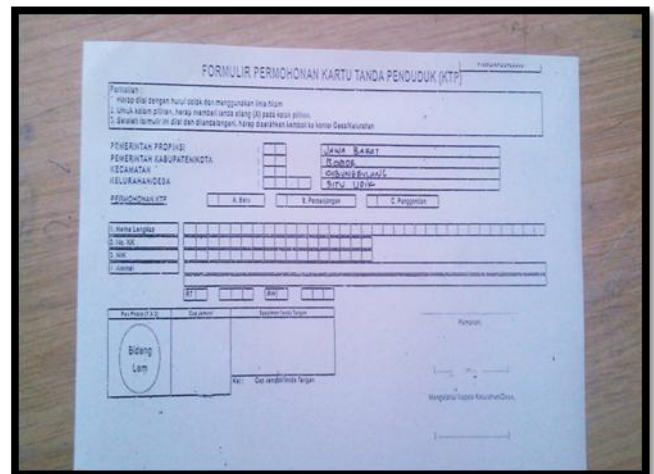 FORMULIR PERMOHONAN KARTU TANDA PENDUDUK (KTP)
Perhatian :
1. Harap diisi dengan huruf cetak dan menggunakan tinta hitam
2. Untuk kolom pilihan, harap memberi tanda silang (X) pada kotak pilihan.
3. Setelah formulir ini diisi dan ditandatangani, harap diserahkan kembali ke kantor Desa/Kelurahan
PEMERINTAH PROPINSI : JAWA BARAT
PEMERINTAH KABUPATEN/KOTA : BOGOR
KECAMATAN : CIBUNGBULANG
KELURAHAN/DESA : SITU UDIK
PERMOHONAN KTP A. Baru B. Perpanjangan C. Penggantian
1. Nama Lengkap
2. No. KK
3. NIK
4. Alamat
RT RW
Pas Photo (2 X 3) Cap Jempol Specimen Tanda Tangan
Bidang
Lem
Ket : Cap Jempol/Tanda Tangan
Pemohon,
Mengetahui Kepala Kelurahan/Desa,